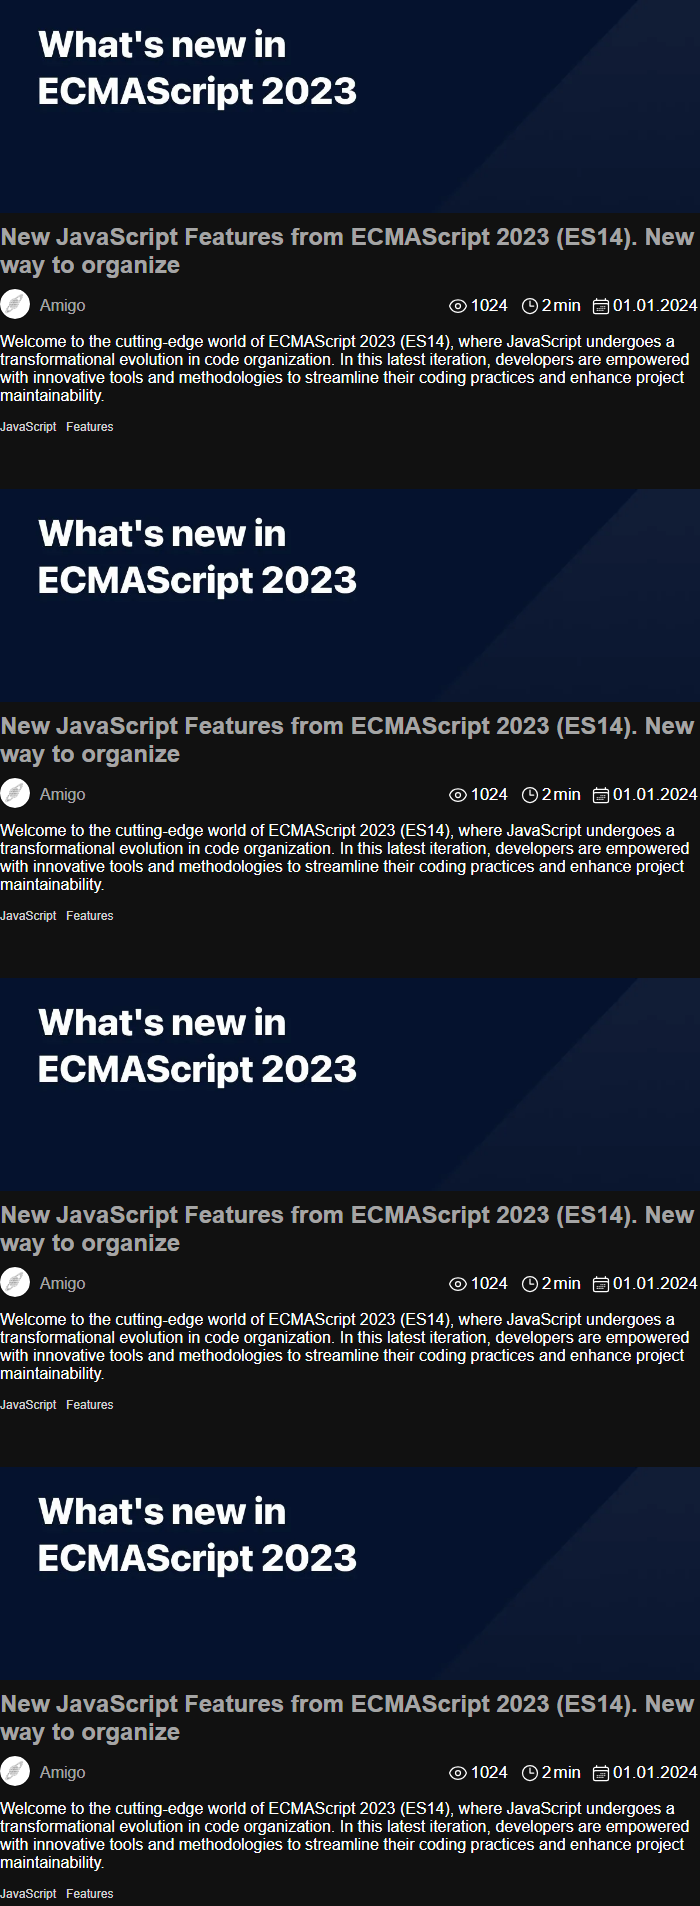 What's new in
ECMAScript 2023
New JavaScript Features from ECMAScript 2023 (ES14). New
way to organize
Amigo 1024 2 min 01.01.2024
Welcome to the cutting-edge world of ECMAScript 2023 (ES14), where JavaScript undergoes a
transformational evolution in code organization. In this latest iteration, developers are empowered
with innovative tools and methodologies to streamline their coding practices and enhance project
maintainability.
JavaScript Features
What's new in
ECMAScript 2023
New JavaScript Features from ECMAScript 2023 (ES14). New
way to organize
Amigo 1024 2 min 01.01.2024
Welcome to the cutting-edge world of ECMAScript 2023 (ES14), where JavaScript undergoes a
transformational evolution in code organization. In this latest iteration, developers are empowered
with innovative tools and methodologies to streamline their coding practices and enhance project
maintainability.
JavaScript Features
What's new in
ECMAScript 2023
New JavaScript Features from ECMAScript 2023 (ES14). New
way to organize
Amigo 1024 2 min 01.01.2024
Welcome to the cutting-edge world of ECMAScript 2023 (ES14), where JavaScript undergoes a
transformational evolution in code organization. In this latest iteration, developers are empowered
with innovative tools and methodologies to streamline their coding practices and enhance project
maintainability.
JavaScript Features
What's new in
ECMAScript 2023
New JavaScript Features from ECMAScript 2023 (ES14). New
way to organize
Amigo 1024 2 min 01.01.2024
Welcome to the cutting-edge world of ECMAScript 2023 (ES14), where JavaScript undergoes a
transformational evolution in code organization. In this latest iteration, developers are empowered
with innovative tools and methodologies to streamline their coding practices and enhance project
maintainability.
JavaScript Features